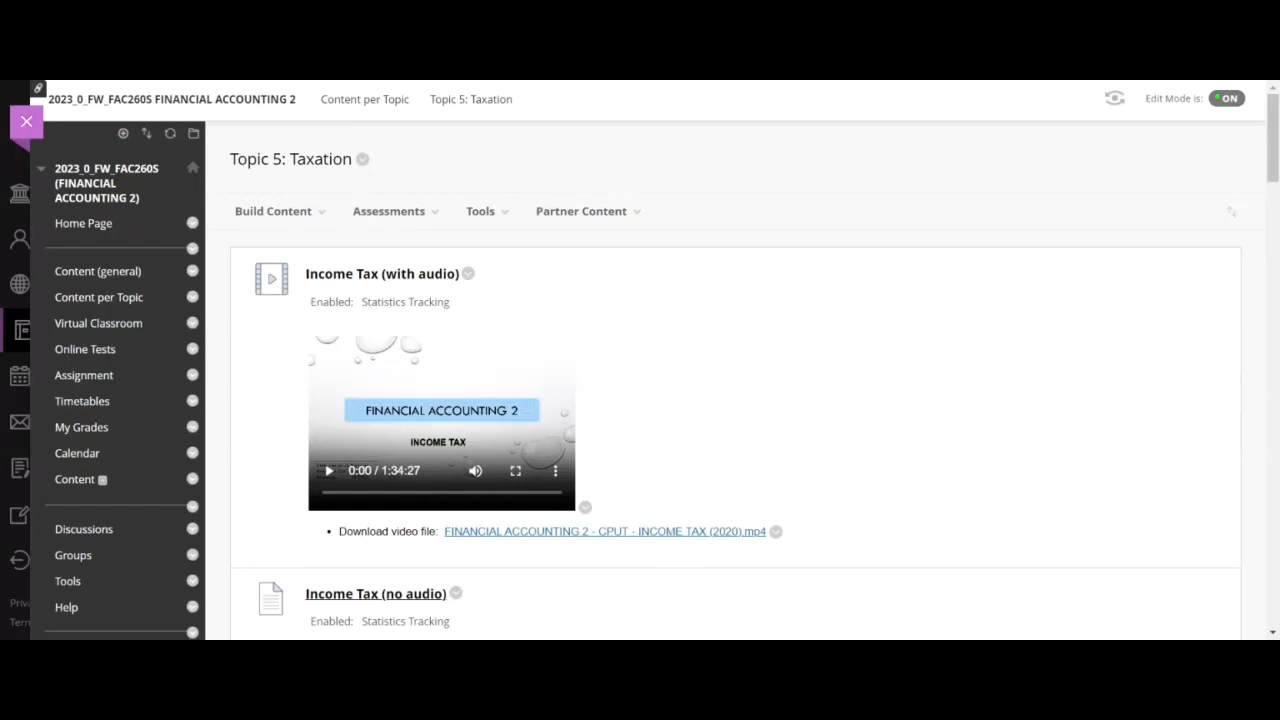 2023_0_FW_FAC260S FINANCIAL ACCOUNTING 2 Content per Topic Topic 5: Taxation Edit Mode is: ON
2023_0_FW_FAC260S
(FINANCIAL
ACCOUNTING 2)
Home Page
Content (general)
Content per Topic
Virtual Classroom
Online Tests
Assignment
Timetables
My Grades
Calendar
Content
Discussions
Groups
Tools
Help
Priva
Term
Topic 5: Taxation
Build Content Assessments Tools Partner Content
Income Tax (with audio)
Enabled: Statistics Tracking
FINANCIAL ACCOUNTING 2
INCOME TAX
0:00 / 1:34:27
• Download video file: FINANCIAL ACCOUNTING 2 - CPUT - INCOME TAX (2020).mp4
Income Tax (no audio)
Enabled: Statistics Tracking